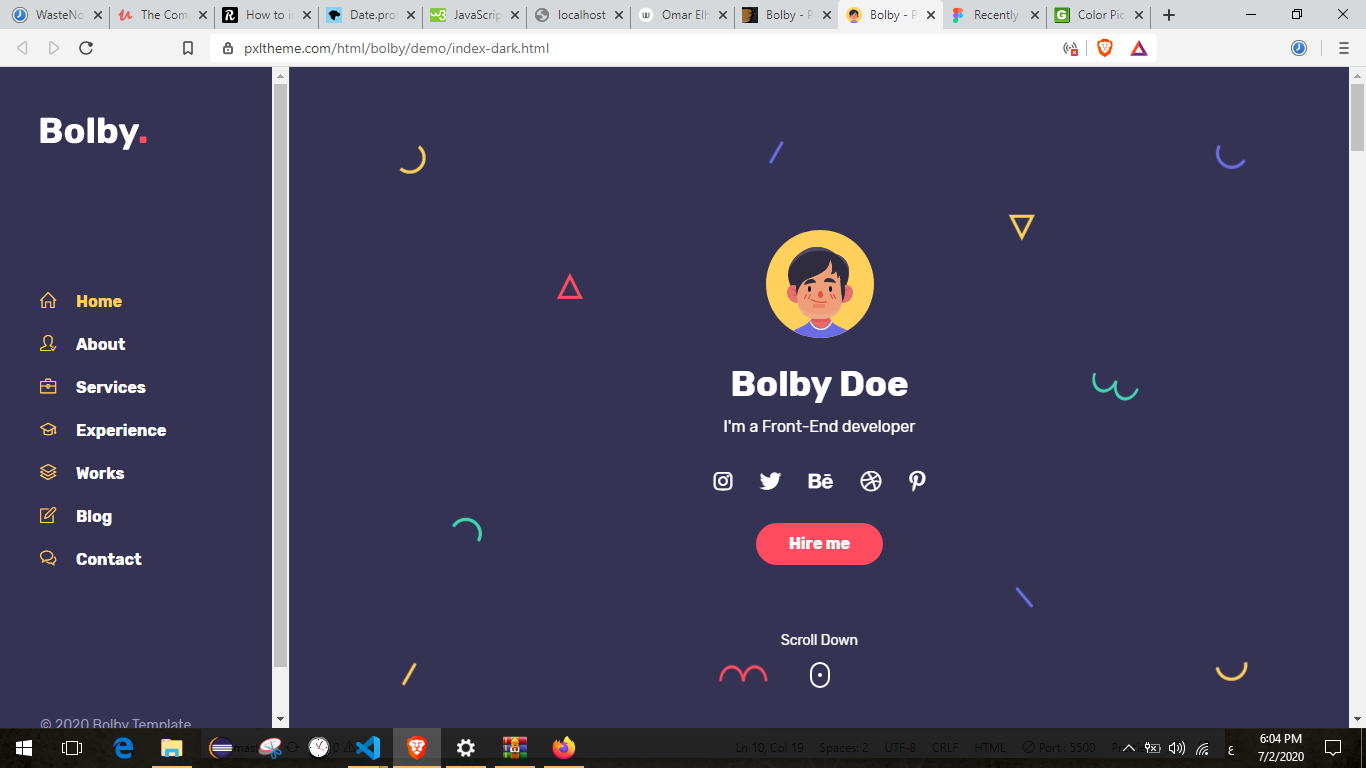 WasteNo
The Com
How to i
Date.prot
JavaScrip
localhost
Omar Elh
Bolby - P
Bolby - P
Recently
Color Pic
pxltheme.com/html/bolby/demo/index-dark.html
Bolby.
Home
About
Services
Experience
Works
Blog
Contact
© 2020 Bolby Template
Bolby Doe
I'm a Front-End developer
Bē
Hire me
Scroll Down
Ln 10, Col 19 Spaces: 2 UTF-8 CRLF HTML Port : 5500
ع
6:04 PM
7/2/2020